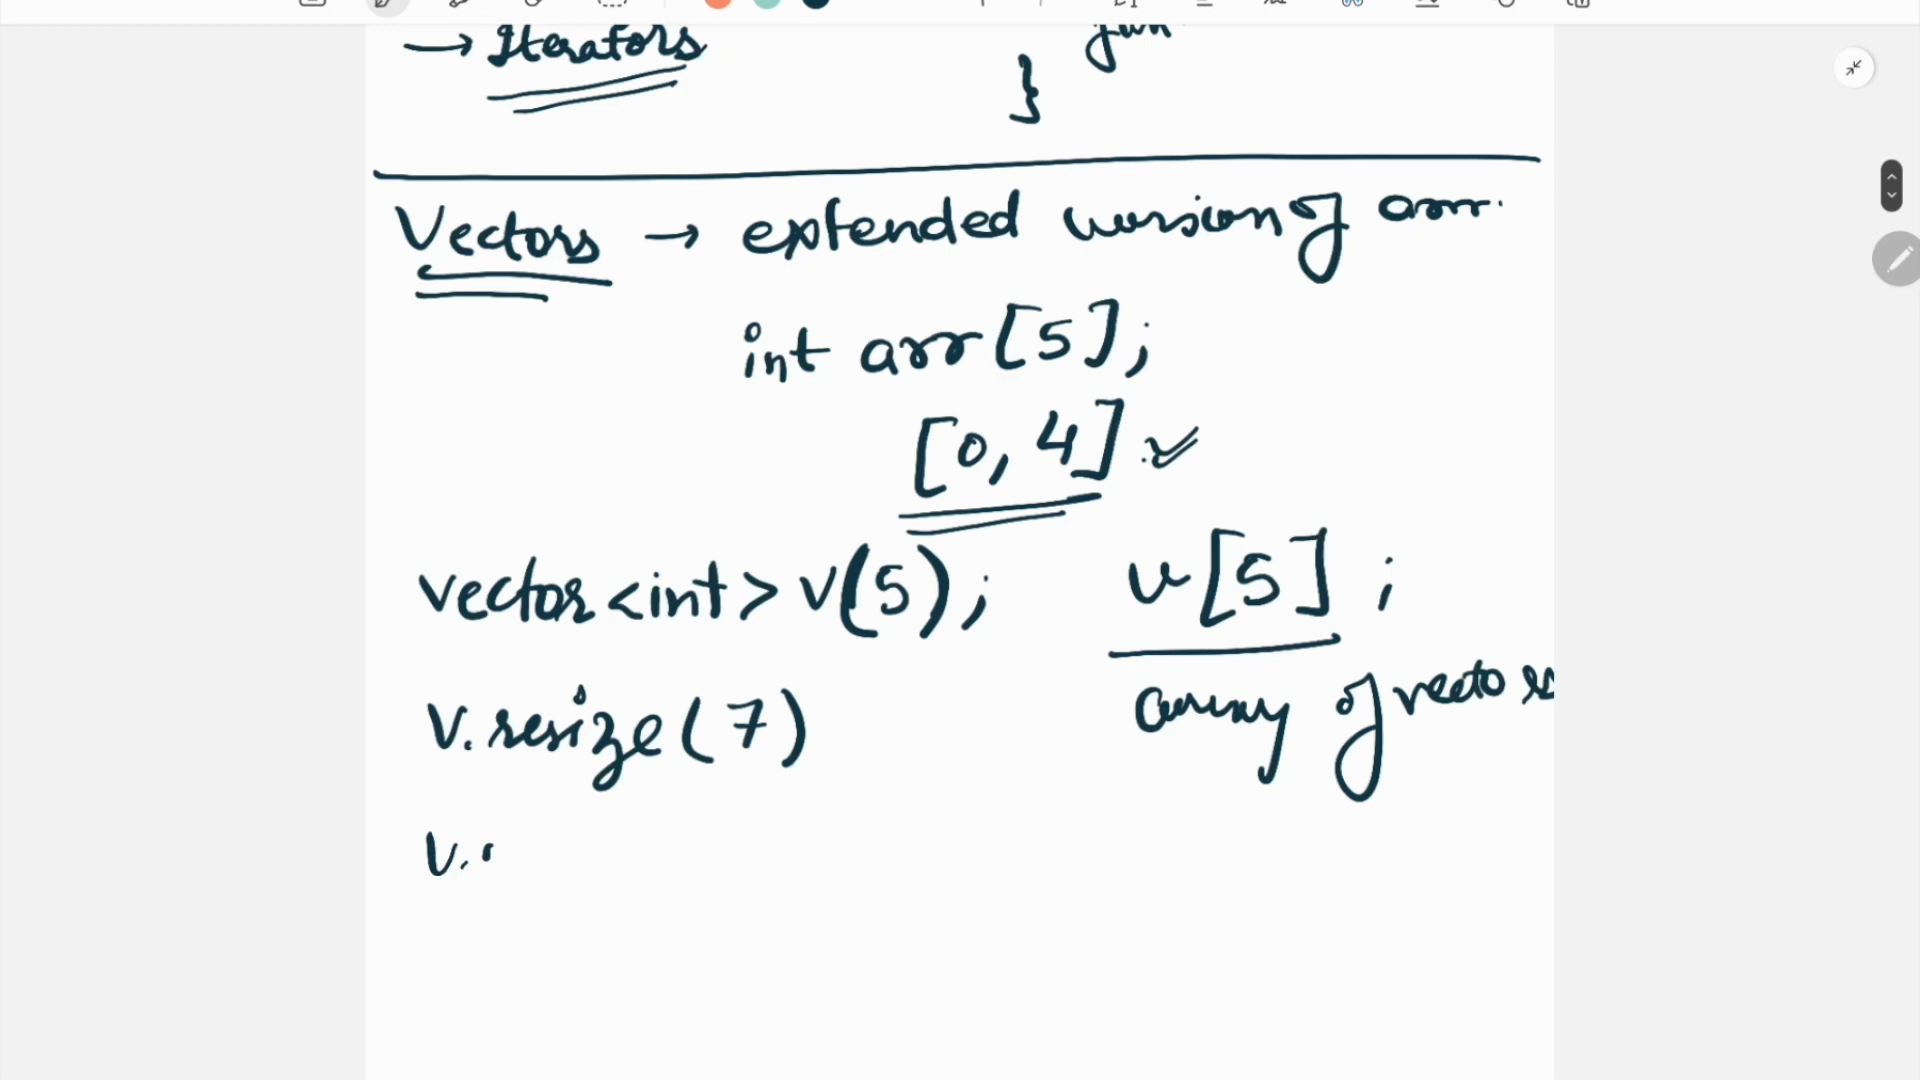 → Iterators
}
Vectors → extended version of arr.
int arr[5];
[0, 4]
vector<int> v(5); v[5];
array of vectors
v.resize(7)
v.